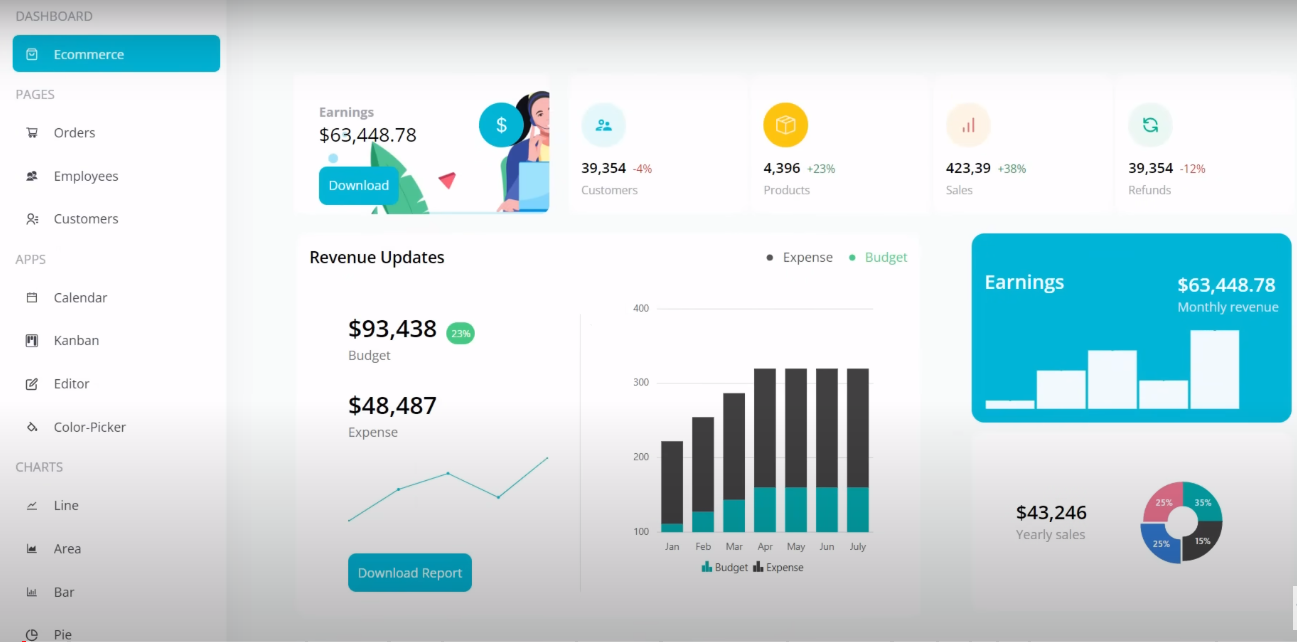 DASHBOARD
Ecommerce
PAGES
Orders
Employees
Customers
APPS
Calendar
Kanban
Editor
Color-Picker
CHARTS
Line
Area
Bar
Pie
Earnings
$63,448.78
Download
$
39,354 -4%
Customers
4,396 +23%
Products
423,39 +38%
Sales
39,354 -12%
Refunds
Revenue Updates
Expense
Budget
$93,438 23%
Budget
$48,487
Expense
Download Report
400
300
200
100
Jan Feb Mar Apr May Jun July
Budget Expense
Earnings
$63,448.78
Monthly revenue
$43,246
Yearly sales
25% 35%
25% 15%